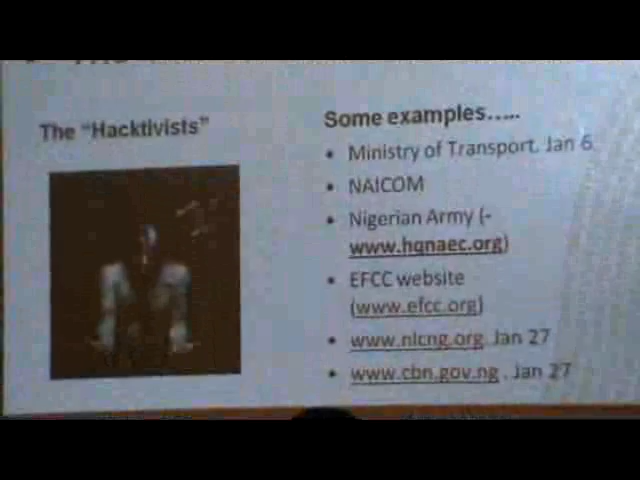 The "Hacktivists"
Some examples…..
• Ministry of Transport. Jan 6
• NAICOM
• Nigerian Army (-
www.hqnaec.org)
• EFCC website
(www.efcc.org)
• www.nlcng.org. Jan 27
• www.cbn.gov.ng . Jan 27